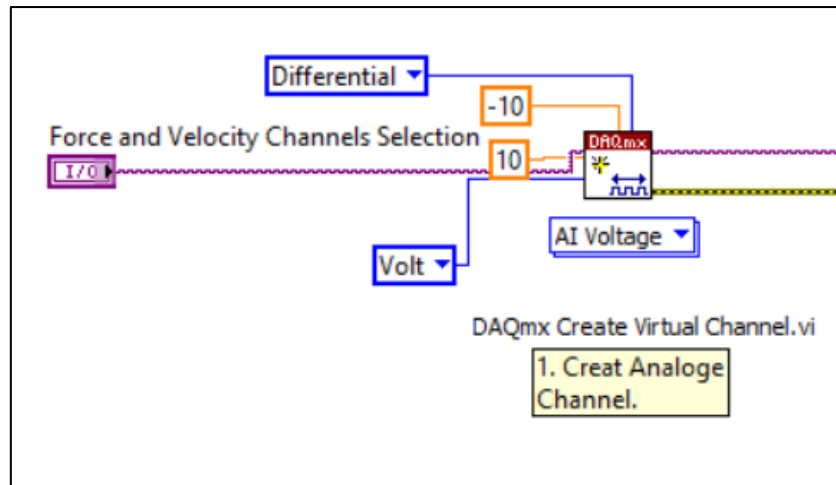 Differential
-10
Force and Velocity Channels Selection
10
DAQmx
I/O
AI Voltage
Volt
DAQmx Create Virtual Channel.vi
1. Creat Analoge
Channel.